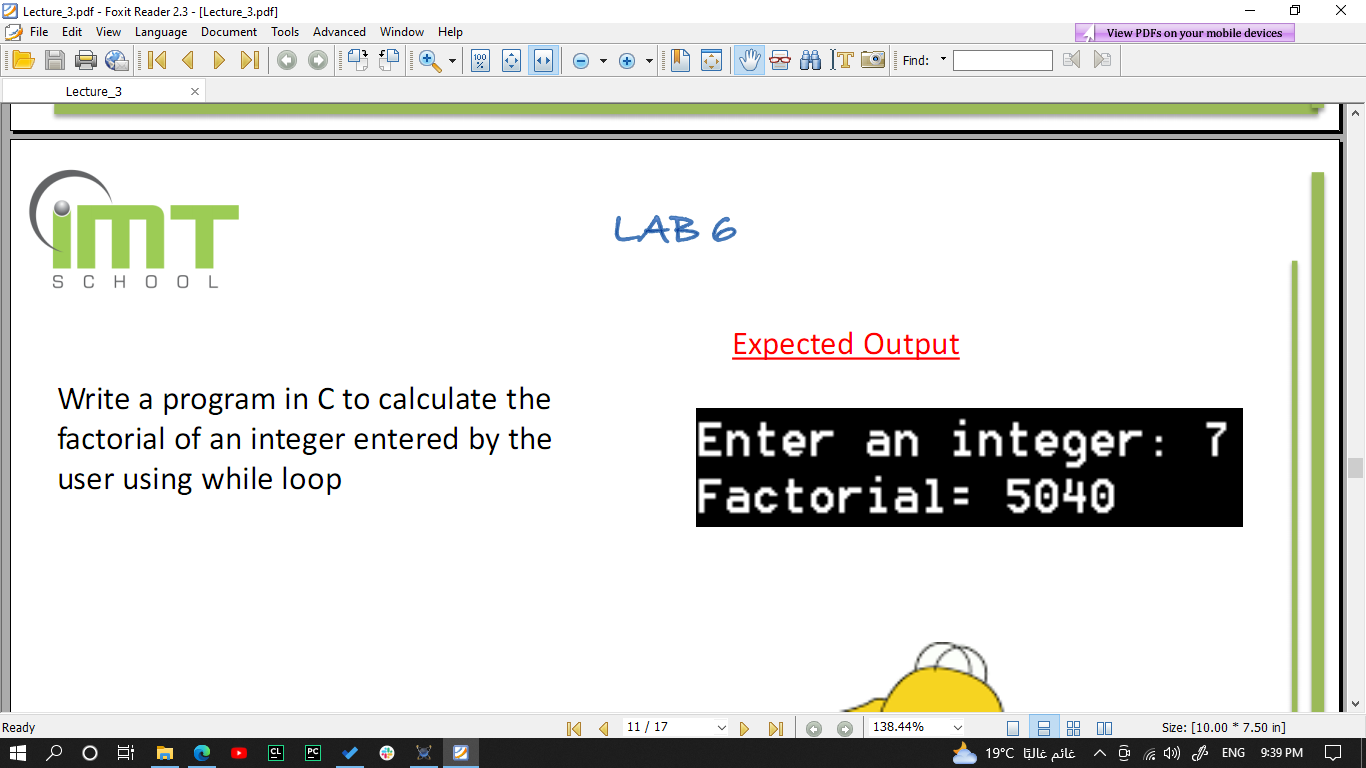 Lecture_3.pdf - Foxit Reader 2.3 - [Lecture_3.pdf]
File Edit View Language Document Tools Advanced Window Help
View PDFs on your mobile devices
100 %
Find:
Lecture_3
iMT
SCHOOL
LAB 6
Expected Output
Write a program in C to calculate the
factorial of an integer entered by the
user using while loop
Enter an integer: 7
Factorial= 5040
Ready
11 / 17
138.44%
Size: [10.00 * 7.50 in]
CL
PC
19°C غائم غالبًا
ENG
9:39 PM